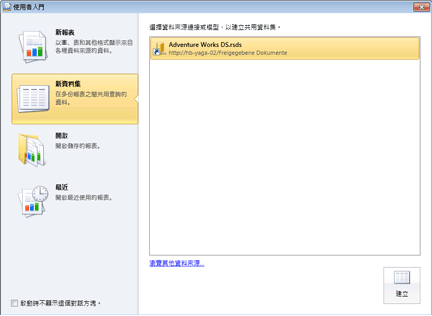 使用者入門
新報表
以圖、表和其他格式顯示來自
各種資料來源的資料。
新資料集
在多份報表之間共用查詢的
資料。
開啟
開啟儲存的報表。
最近
開啟最近使用的報表。
啟動時不顯示這個對話方塊。
選擇資料來源連接或模型，以建立共用資料集。
Adventure Works DS.rsds
http://hb-yaga-02/Freigegebene Dokumente
瀏覽其他資料來源...
建立